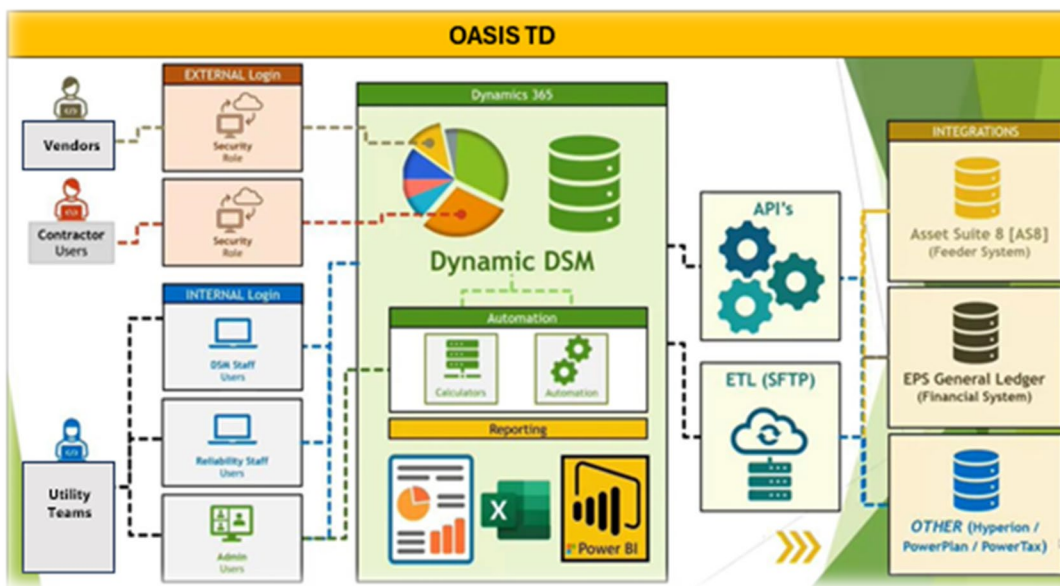 OASIS TD
Vendors
Contractor
Users
Utility
Teams
EXTERNAL Login
Security
Role
Security
Role
INTERNAL Login
DSM Staff
Users
Reliability Staff
Users
Admin
Users
Dynamics 365
Dynamic DSM
Automation
Calculators
Automation
Reporting
X
Power BI
API's
ETL (SFTP)
INTEGRATIONS
Asset Suite 8 [AS8]
(Feeder System)
EPS General Ledger
(Financial System)
OTHER (Hyperion /
PowerPlan / PowerTax)